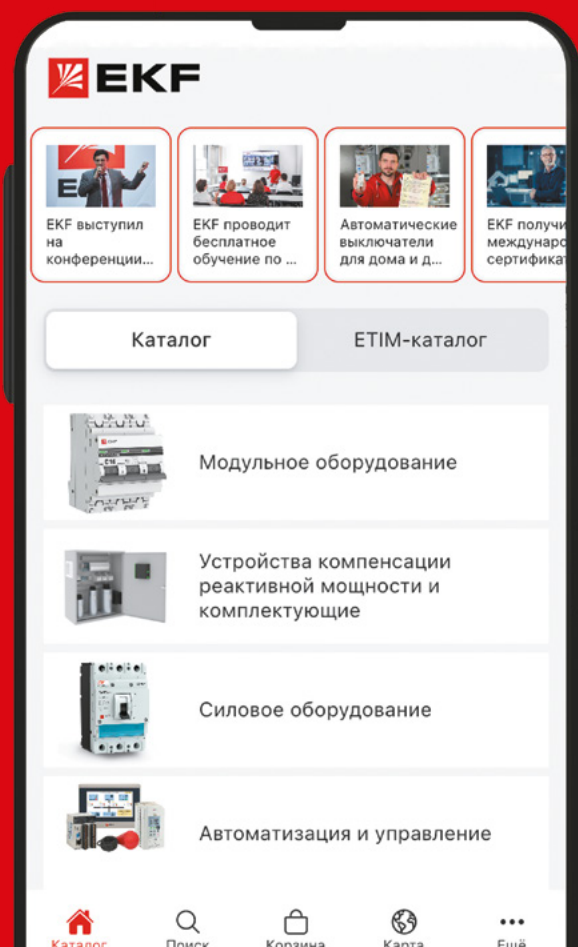 EKF
EKF выступил
на
конференции...
EKF проводит
бесплатное
обучение по ...
Автоматические
выключатели
для дома и д...
EKF получи
междунаро
сертифика
Каталог
ETIM-каталог
Модульное оборудование
Устройства компенсации
реактивной мощности и
комплектующие
Силовое оборудование
Автоматизация и управление
Каталог
Поиск
Корзина
Карта
Ещё